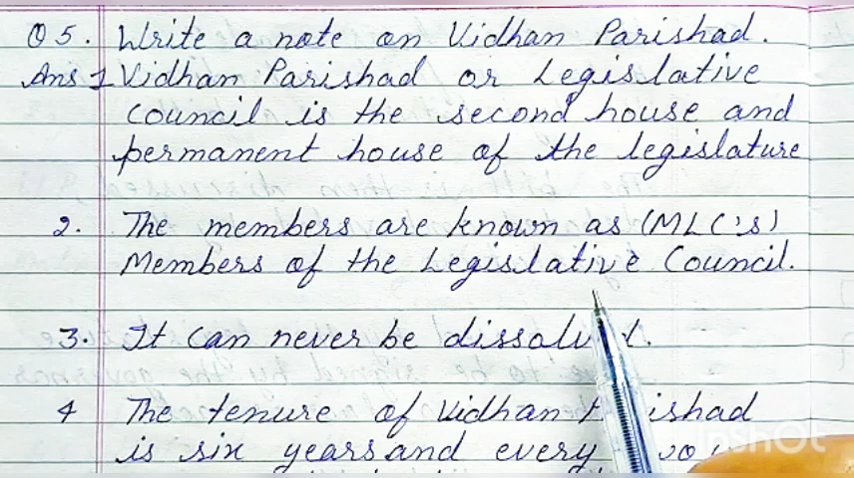 Q 5. Write a note on Vidhan Parishad.
Ans 1 Vidhan Parishad or Legislative
Council is the second house and
permanent house of the legislature
2. The members are known as (MLC's)
Members of the Legislative Council.
3. It can never be
4 The tenure of Vidhan
is six years and every
InShOt